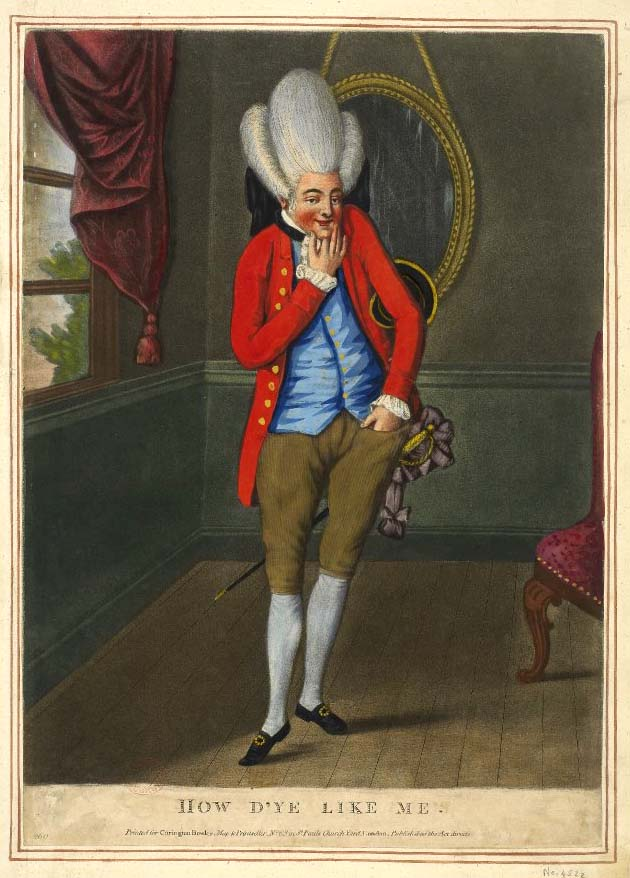 HOW D'YE LIKE ME.
Printed for Carington Bowles, Map & Printseller, No. 69 in St. Pauls Church Yard, London. Publish'd as the Act directs
No. 4522